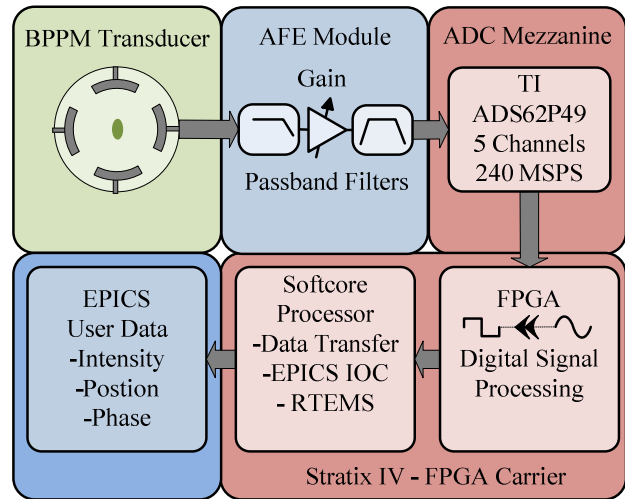 BPPM Transducer
AFE Module
Gain
Passband Filters
ADC Mezzanine
TI
ADS62P49
5 Channels
240 MSPS
FPGA
Digital Signal
Processing
Softcore
Processor
-Data Transfer
-EPICS IOC
- RTEMS
Stratix IV - FPGA Carrier
EPICS
User Data
-Intensity
-Postion
-Phase